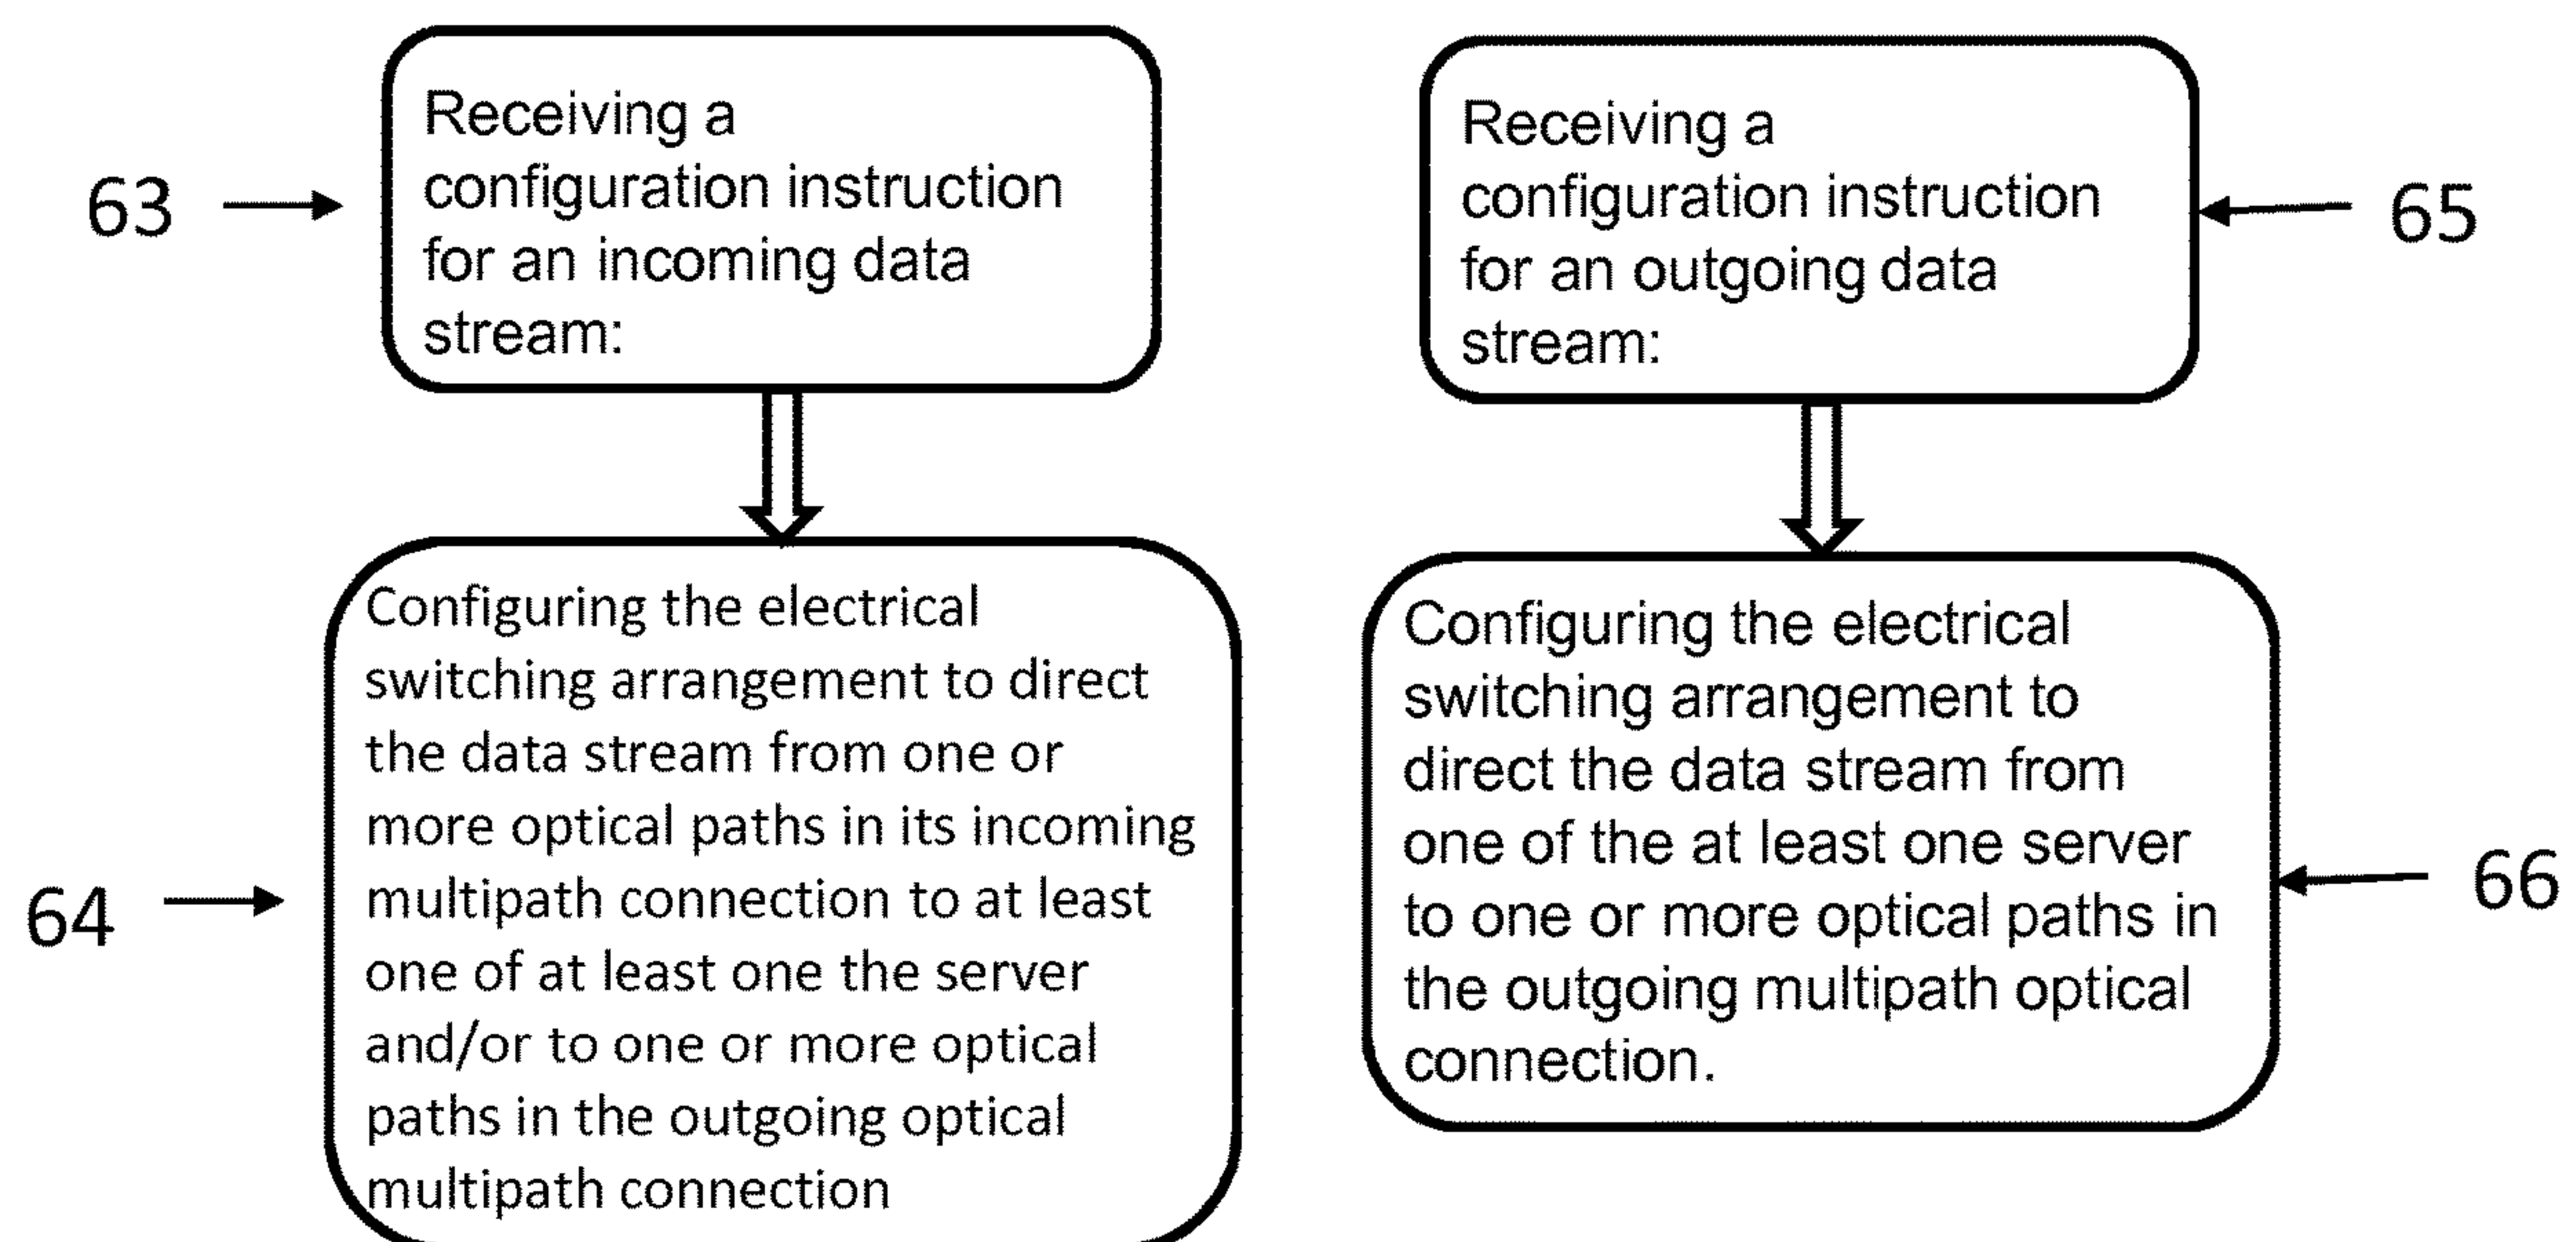 63
Receiving a
configuration instruction
for an incoming data
stream:
64
Configuring the electrical
switching arrangement to direct
the data stream from one or
more optical paths in its incoming
multipath connection to at least
one of at least one the server
and/or to one or more optical
paths in the outgoing optical
multipath connection
Receiving a
configuration instruction
for an outgoing data
stream:
65
Configuring the electrical
switching arrangement to
direct the data stream from
one of the at least one server
to one or more optical paths in
the outgoing multipath optical
connection.
66